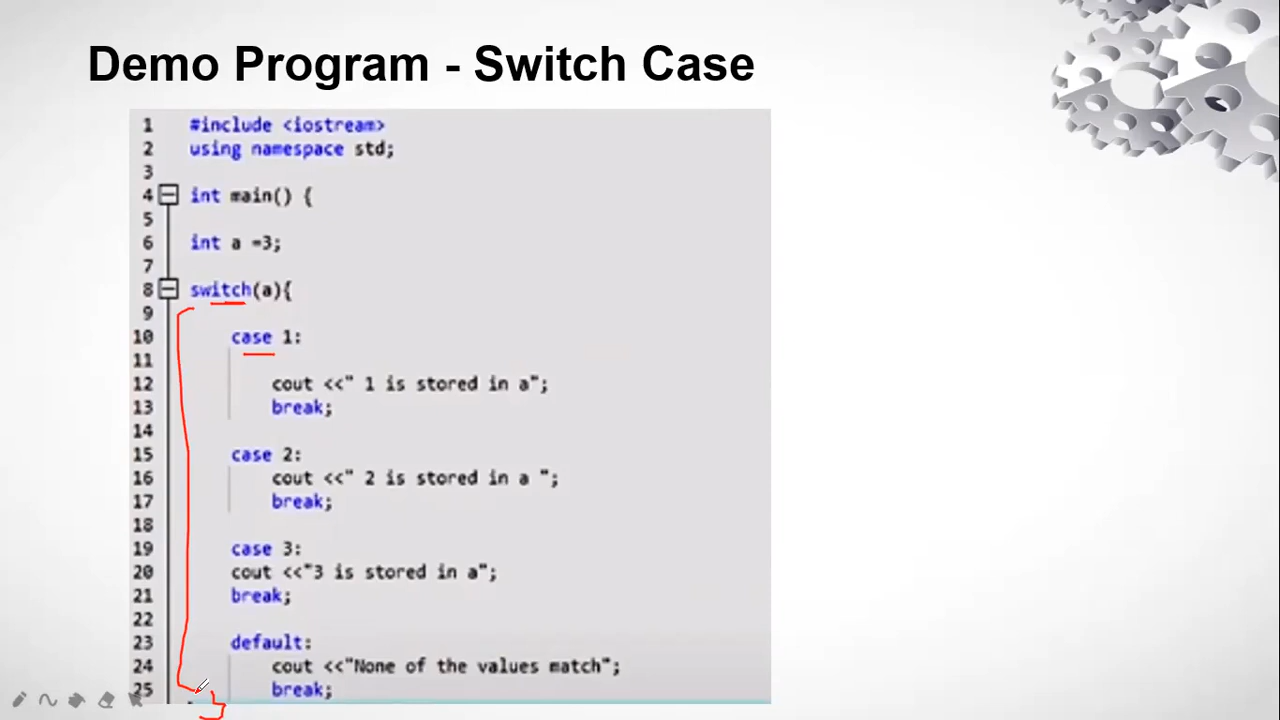 Demo Program - Switch Case
1 #include <iostream>
2 using namespace std;
3
4 int main() {
5
6 int a =3;
7
8 switch(a){
9
10 case 1:
11
12 cout <<" 1 is stored in a";
13 break;
14
15 case 2:
16 cout <<" 2 is stored in a ";
17 break;
18
19 case 3:
20 cout <<"3 is stored in a";
21 break;
22
23 default:
24 cout <<"None of the values match";
25 break;
}